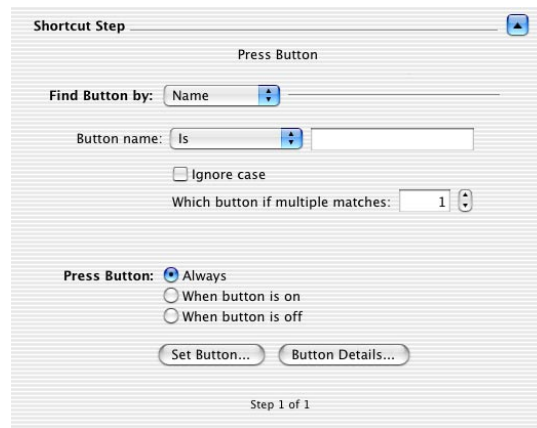 Shortcut Step
Press Button
Find Button by: Name
Button name: Is
Ignore case
Which button if multiple matches: 1
Press Button: Always
When button is on
When button is off
Set Button... Button Details...
Step 1 of 1